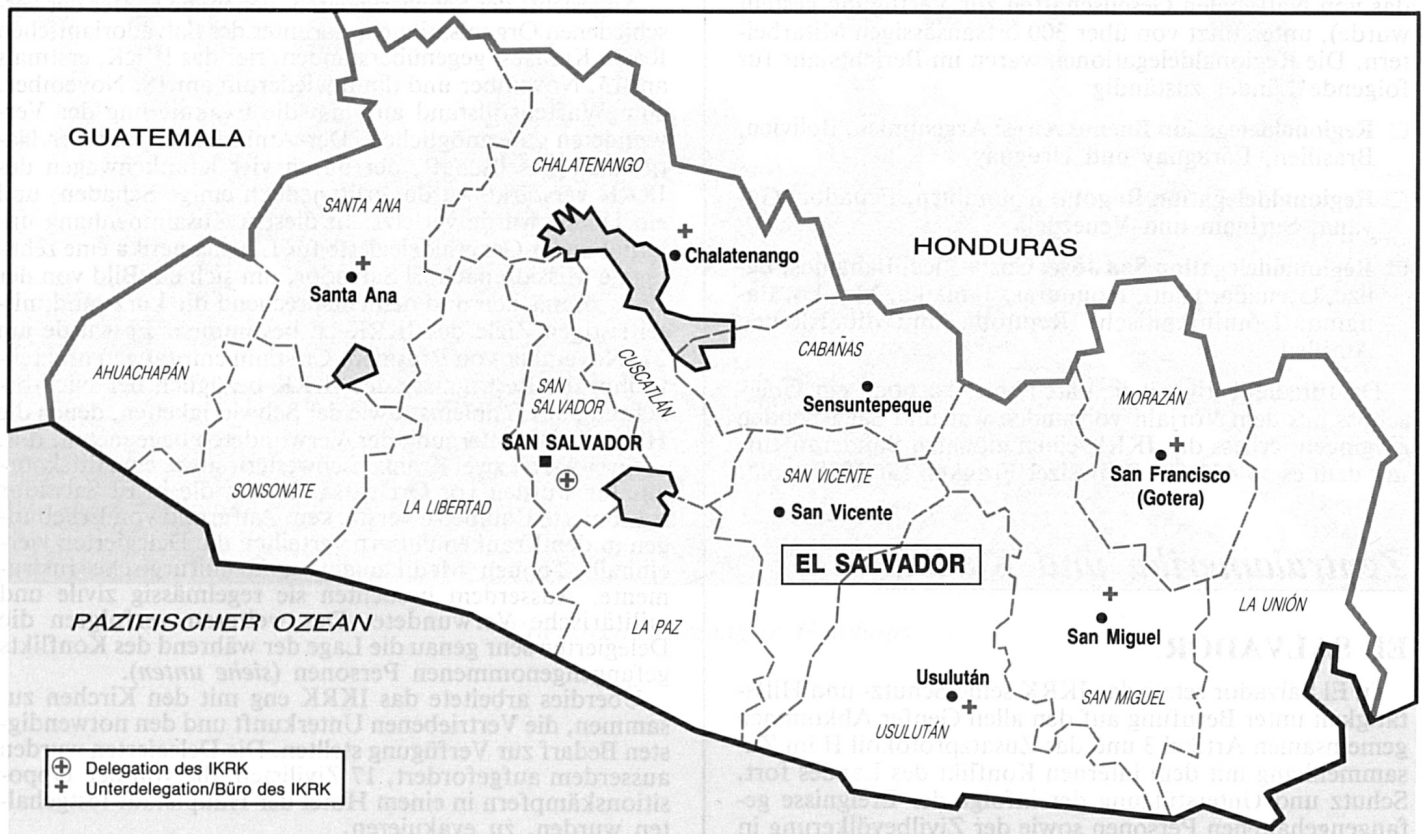 GUATEMALA
CHALATENANGO
SANTA ANA
Chalatenango
HONDURAS
Santa Ana
CABAÑAS
AHUACHAPÁN
CUSCATLÁN
SAN
SALVADOR
Sensuntepeque
MORAZÁN
SAN SALVADOR
SAN VICENTE
San Francisco
(Gotera)
SONSONATE
LA LIBERTAD
San Vicente
EL SALVADOR
PAZIFISCHER OZEAN
LA PAZ
LA UNIÓN
San Miguel
Usulután
SAN MIGUEL
USULUTÁN
Delegation des IKRK
Unterdelegation/Büro des IKRK